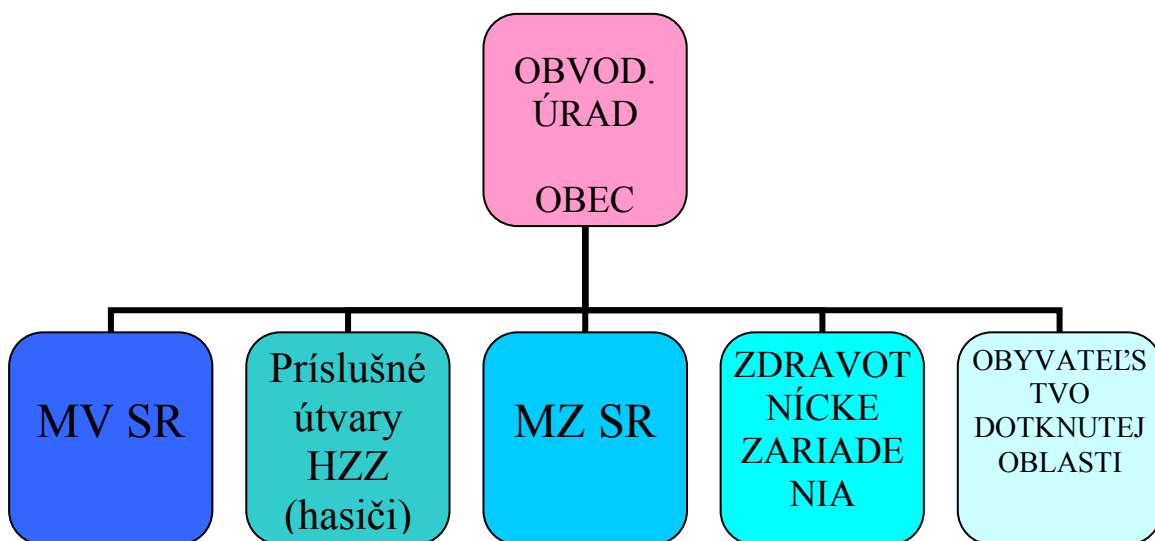 OBVOD.
ÚRAD
OBEC
MV SR
Príslušné
útvary
HZZ
(hasiči)
MZ SR
ZDRAVOT
NÍCKE
ZARIADE
NIA
OBYVATEĽS
TVO
DOTKNUTEJ
OBLASTI